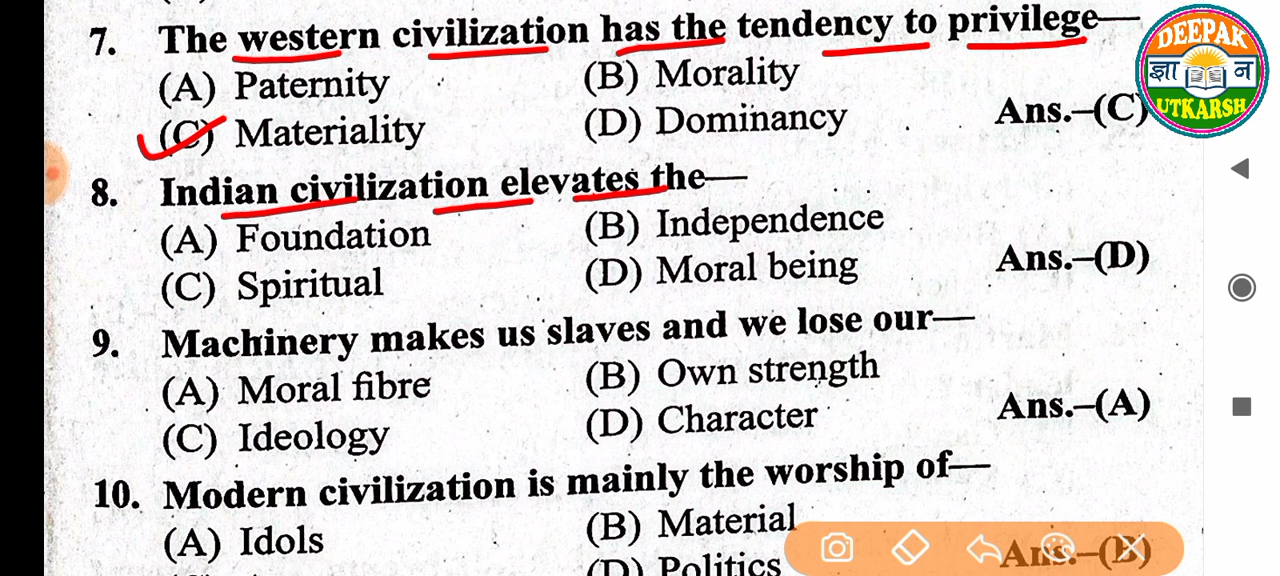 7. The western civilization has the tendency to privilege—
(A) Paternity (B) Morality
(C) Materiality (D) Dominancy Ans.–(C)
8. Indian civilization elevates the—
(A) Foundation (B) Independence
(C) Spiritual (D) Moral being Ans.–(D)
9. Machinery makes us slaves and we lose our—
(A) Moral fibre (B) Own strength
(C) Ideology (D) Character Ans.–(A)
10. Modern civilization is mainly the worship of—
(A) Idols (B) Material
(D) Politics Ans.–(B)
DEEPAK
ज्ञा न
UTKARSH